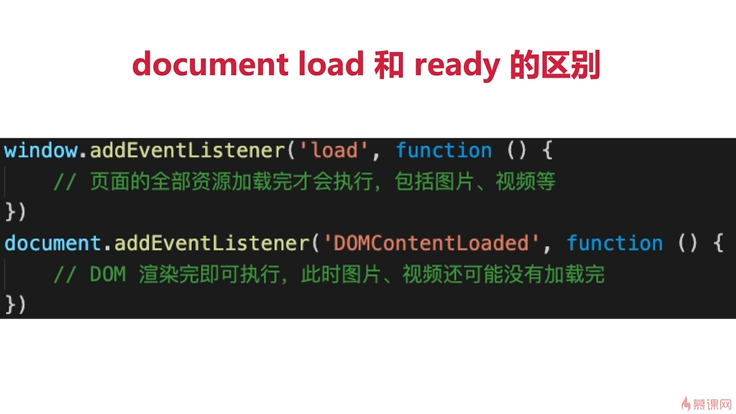 document load 和 ready 的区别
window.addEventListener('load', function () {
// 页面的全部资源加载完才会执行，包括图片、视频等
})
document.addEventListener('DOMContentLoaded', function () {
// DOM 渲染完即可执行，此时图片、视频还可能没有加载完
})
慕课网